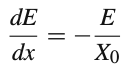 dE/dx = − E/X₀